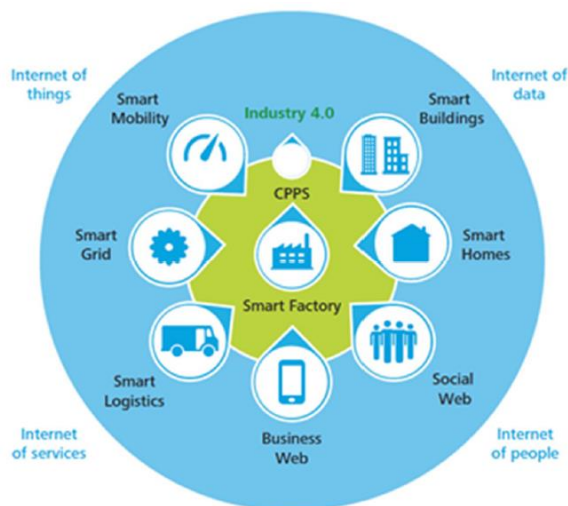 Internet of
things
Internet of
data
Smart
Mobility
Industry 4.0
Smart
Buildings
CPPS
Smart
Grid
Smart
Homes
Smart Factory
Smart
Logistics
Social
Web
Business
Web
Internet
of services
Internet
of people